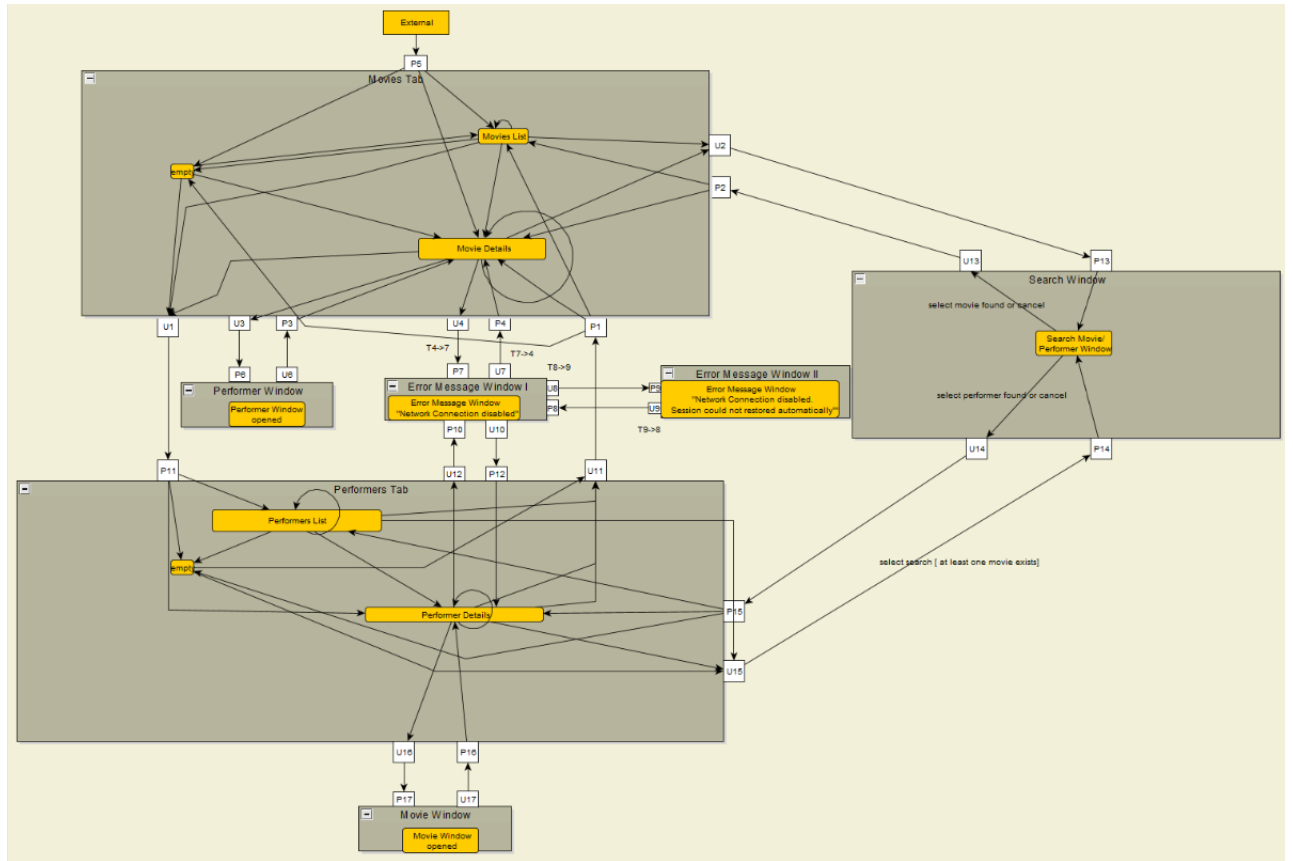 External
P5
Movies Tab
Movies List
U2
empty
P2
Movie Details
U13
P13
Search Window
select movie found or cancel
U1
U3
P3
U4
P4
P1
Search Movie/
Performer Window
T4->7
T7->4
T8->9
P6
U6
P7
U7
Performer Window
Performer Window
opened
Error Message Window I
Error Message Window
"Network Connection disabled"
U8
P8
P9
U9
Error Message Window II
Error Message Window
"Network Connection disabled.
Session could not restored automatically"
T9->8
select performer found or cancel
P10
U10
U14
P14
P11
U12
P12
U11
Performers Tab
Performers List
empty
select search [ at least one movie exists]
Performer Details
P15
U15
U16
P16
P17
U17
Movie Window
Movie Window
opened